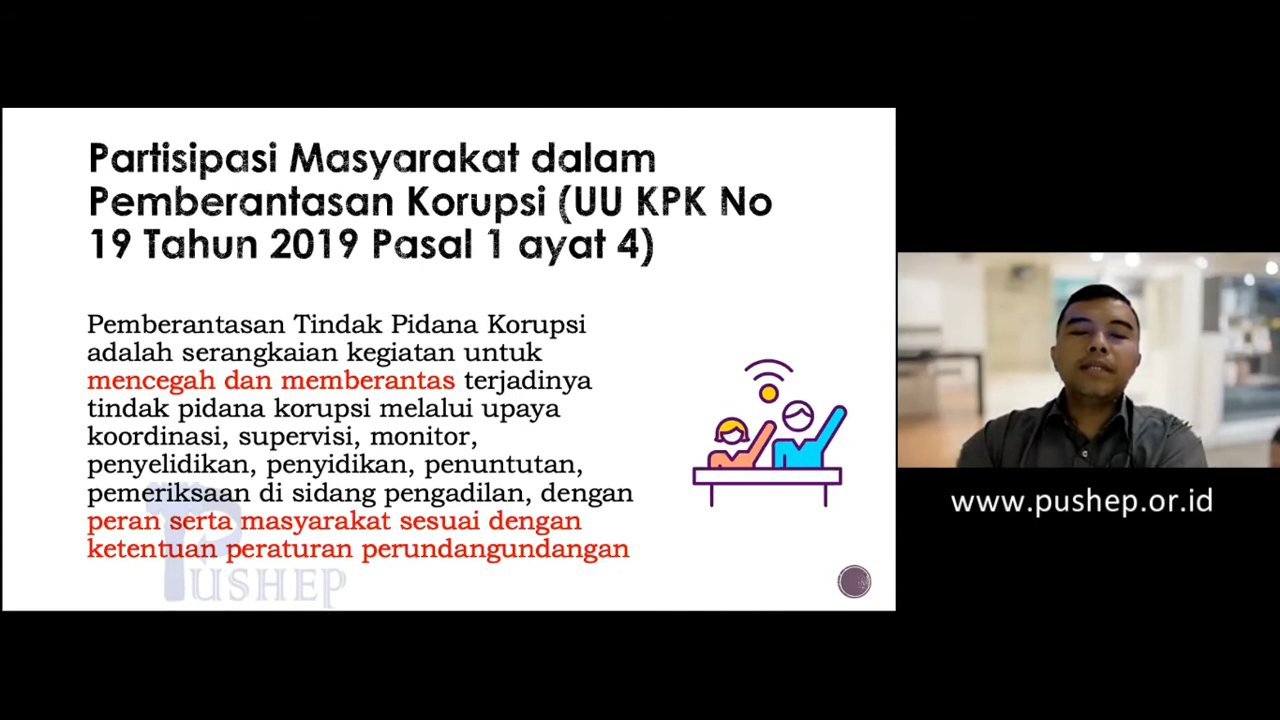 Partisipasi Masyarakat dalam
Pemberantasan Korupsi (UU KPK No
19 Tahun 2019 Pasal 1 ayat 4)
Pemberantasan Tindak Pidana Korupsi
adalah serangkaian kegiatan untuk
mencegah dan memberantas terjadinya
tindak pidana korupsi melalui upaya
koordinasi, supervisi, monitor,
penyelidikan, penyidikan, penuntutan,
pemeriksaan di sidang pengadilan, dengan
peran serta masyarakat sesuai dengan
ketentuan peraturan perundangundangan
PUSHEP
www.pushep.or.id